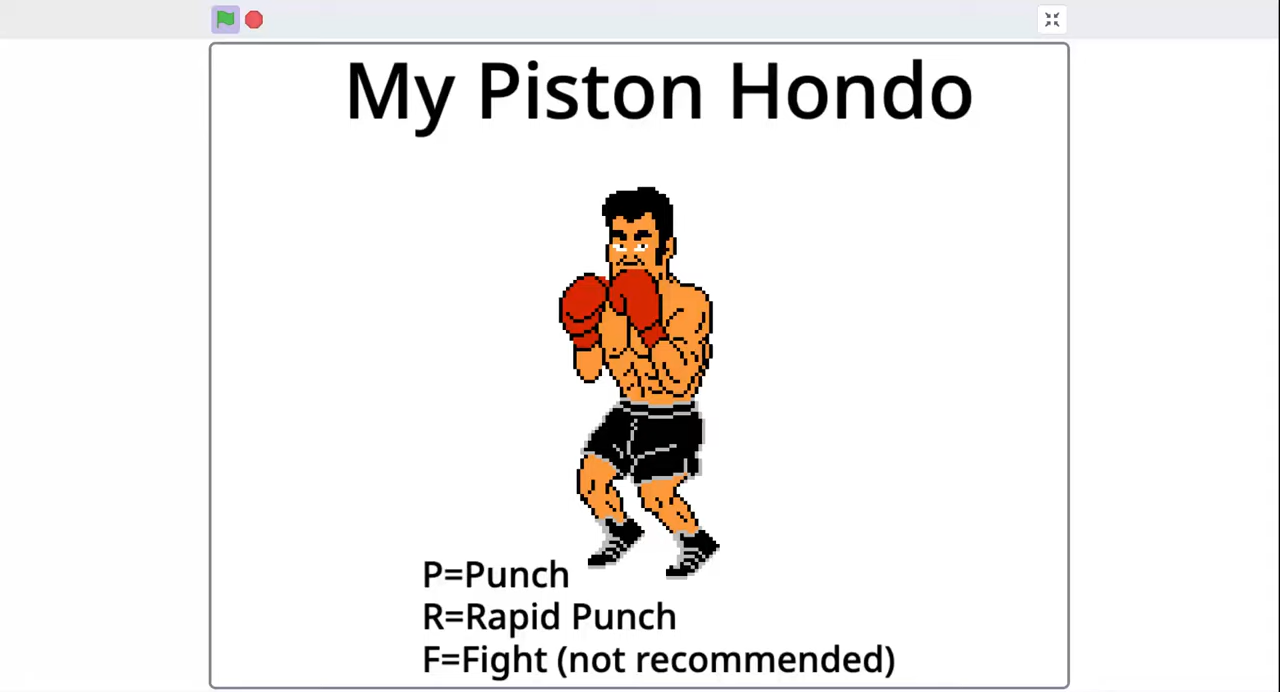 My Piston Hondo
P=Punch
R=Rapid Punch
F=Fight (not recommended)